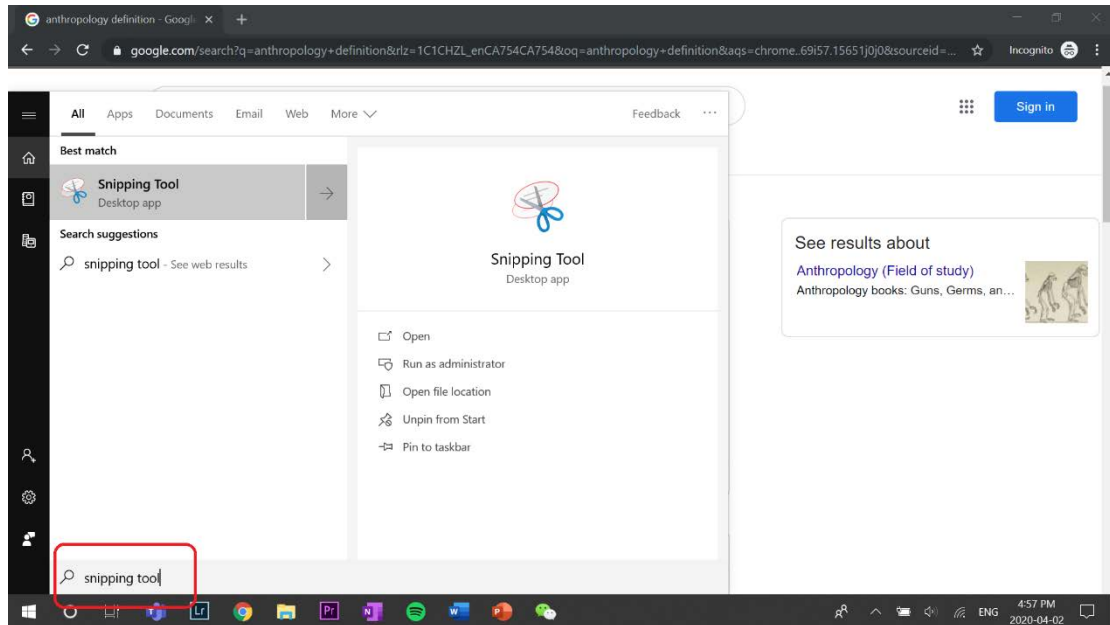 anthropology definition - Googl
google.com/search?q=anthropology+definition&rlz=1C1CHZL_enCA754CA754&oq=anthropology+definition&aqs=chrome..69i57.15651j0j0&sourceid=...
Incognito
All Apps Documents Email Web More
Feedback ...
Sign in
Best match
Snipping Tool
Desktop app
Search suggestions
snipping tool - See web results
Snipping Tool
Desktop app
Open
Run as administrator
Open file location
Unpin from Start
Pin to taskbar
See results about
Anthropology (Field of study)
Anthropology books: Guns, Germs, an...
snipping tool
Lr
Pr
N
W
P
ENG
4:57 PM
2020-04-02